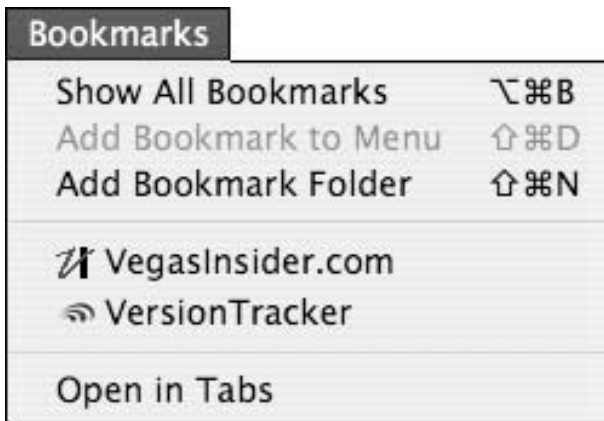 Bookmarks
Show All Bookmarks ⌥⌘B
Add Bookmark to Menu ⇧⌘D
Add Bookmark Folder ⇧⌘N
VegasInsider.com
VersionTracker
Open in Tabs